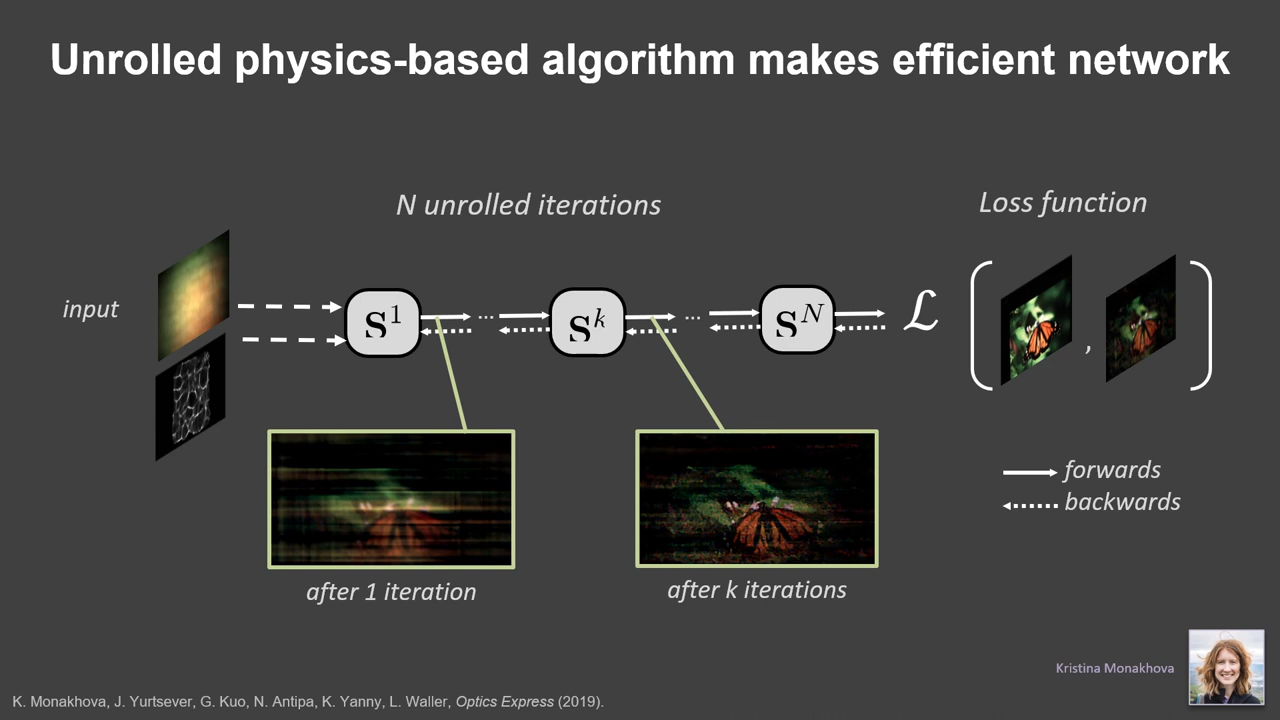 Unrolled physics-based algorithm makes efficient network
N unrolled iterations
Loss function
input
S¹
...
Sᵏ
...
Sᴺ
ℒ
,
forwards
backwards
after 1 iteration
after k iterations
Kristina Monakhova
K. Monakhova, J. Yurtsever, G. Kuo, N. Antipa, K. Yanny, L. Waller, Optics Express (2019).